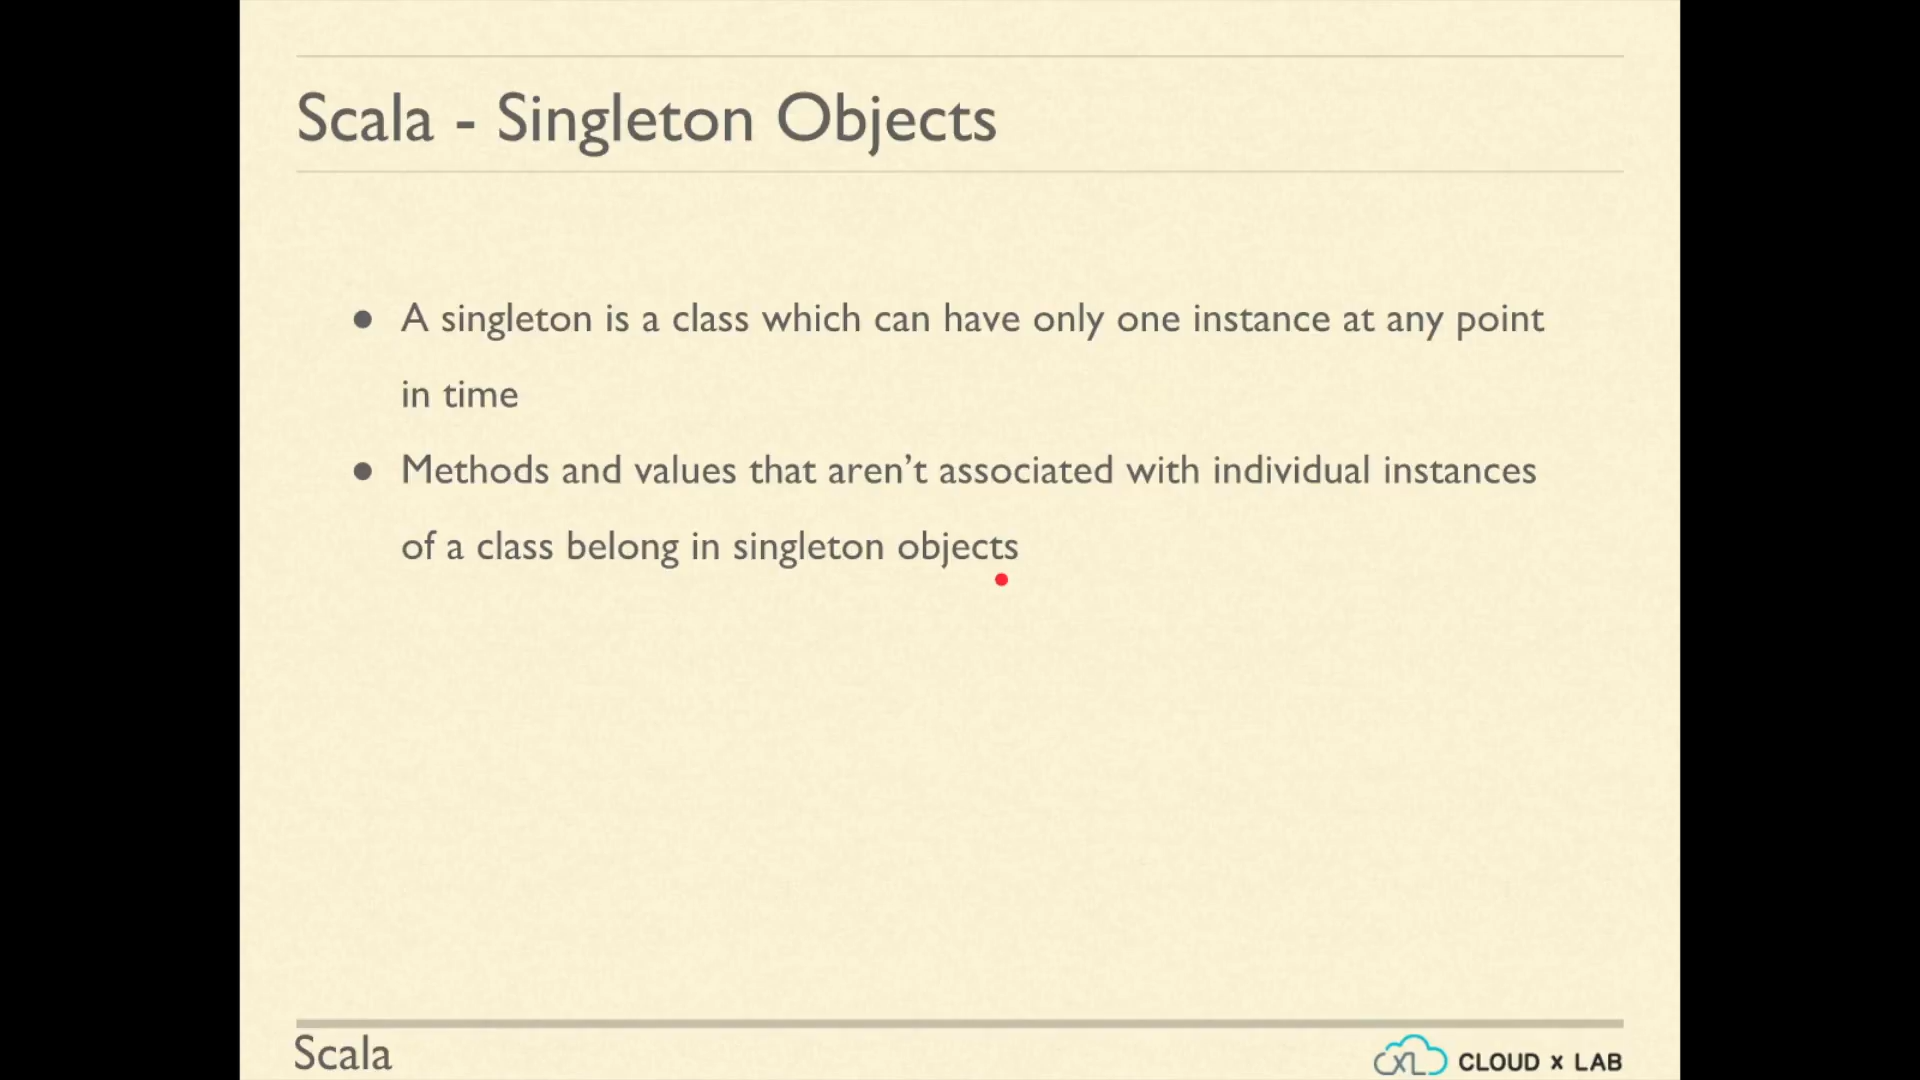 Scala - Singleton Objects
● A singleton is a class which can have only one instance at any point
in time
● Methods and values that aren’t associated with individual instances
of a class belong in singleton objects
Scala
CXL CLOUD x LAB